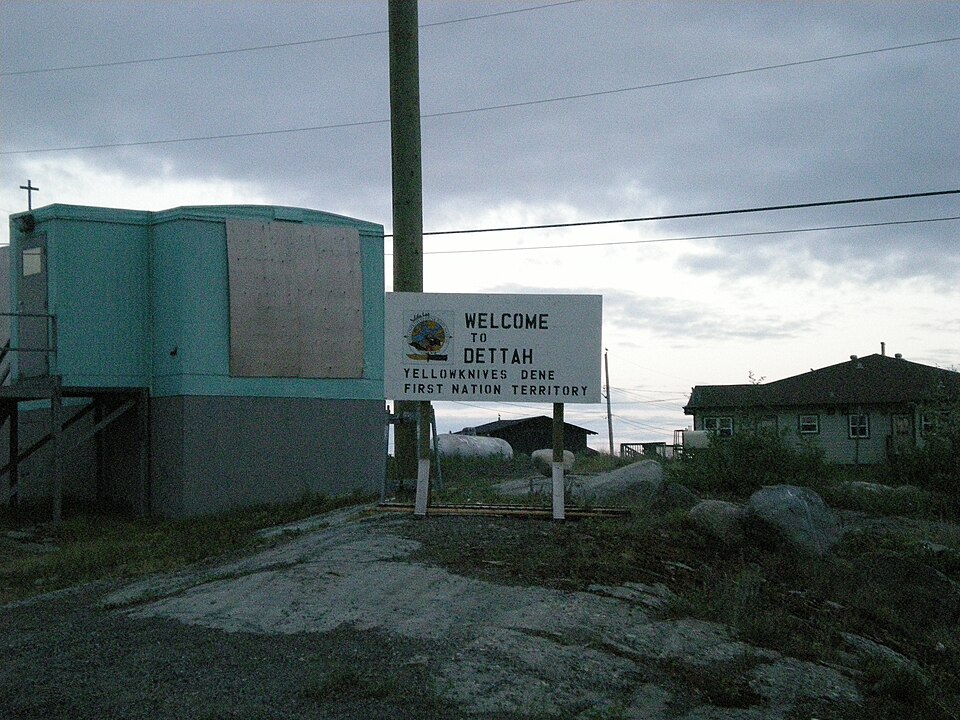 WELCOME
TO
DETTAH
YELLOWKNIVES DENE
FIRST NATION TERRITORY